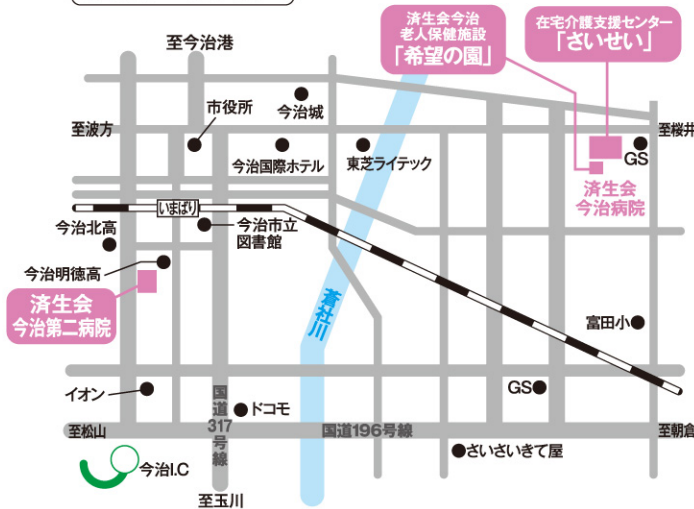 済生会今治
老人保健施設
「希望の園」
在宅介護支援センター
「さいせい」
至今治港
今治城
市役所
至波方
至桜井
今治国際ホテル
東芝ライテック
GS
済生会
今治病院
いまばり
今治北高
今治市立
図書館
今治明徳高
済生会
今治第二病院
蒼社川
富田小
イオン
国道317号線
ドコモ
GS
至松山
国道196号線
至朝倉
さいさいきて屋
今治I.C
至玉川